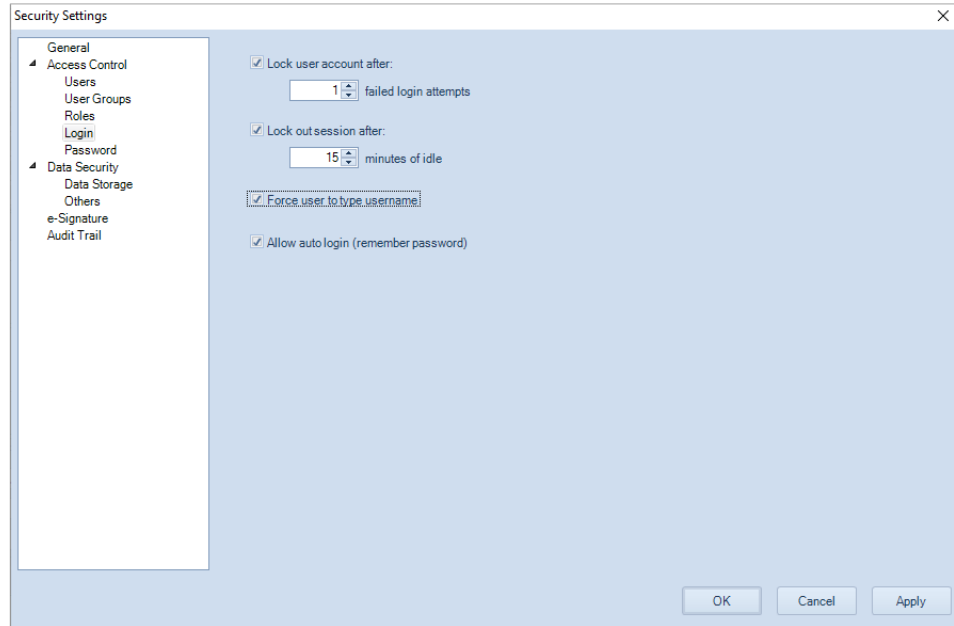 Security Settings
General
Access Control
Users
User Groups
Roles
Login
Password
Data Security
Data Storage
Others
e-Signature
Audit Trail
Lock user account after:
1 failed login attempts
Lock out session after:
15 minutes of idle
Force user to type username
Allow auto login (remember password)
OK Cancel Apply